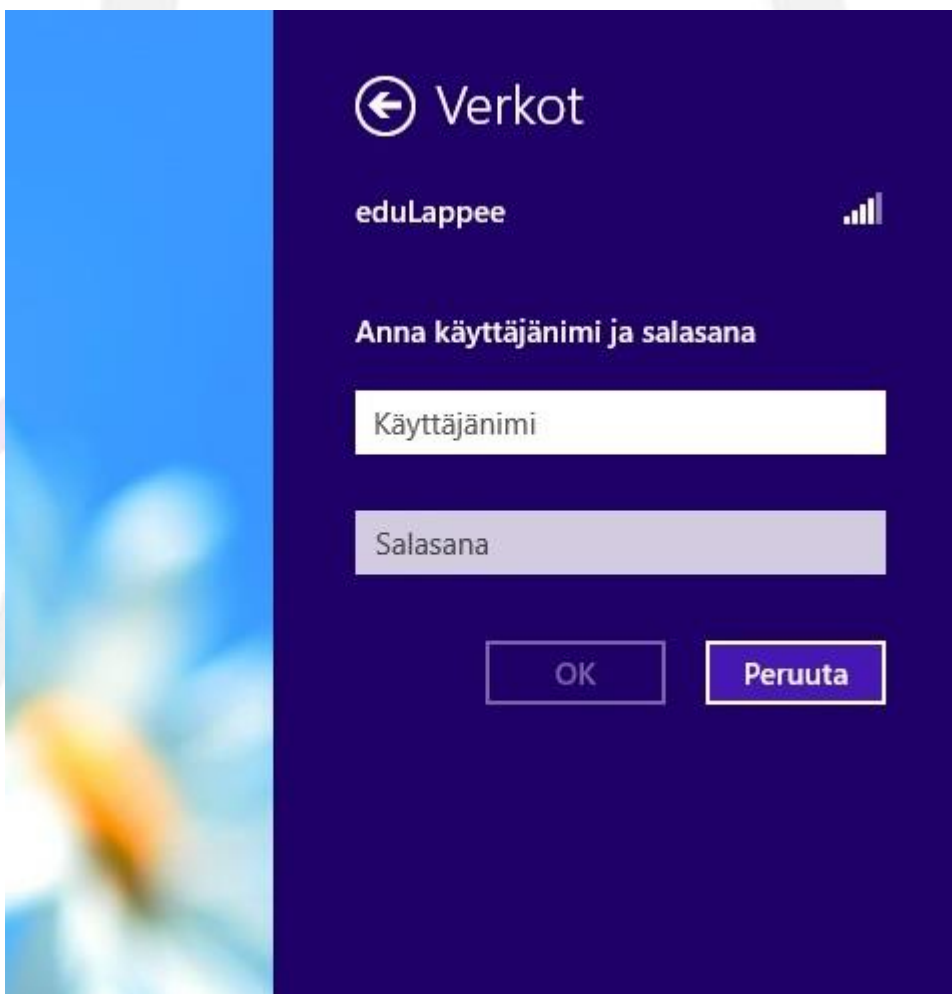 Verkot
eduLappee
Anna käyttäjänimi ja salasana
Käyttäjänimi
Salasana
OK Peruuta